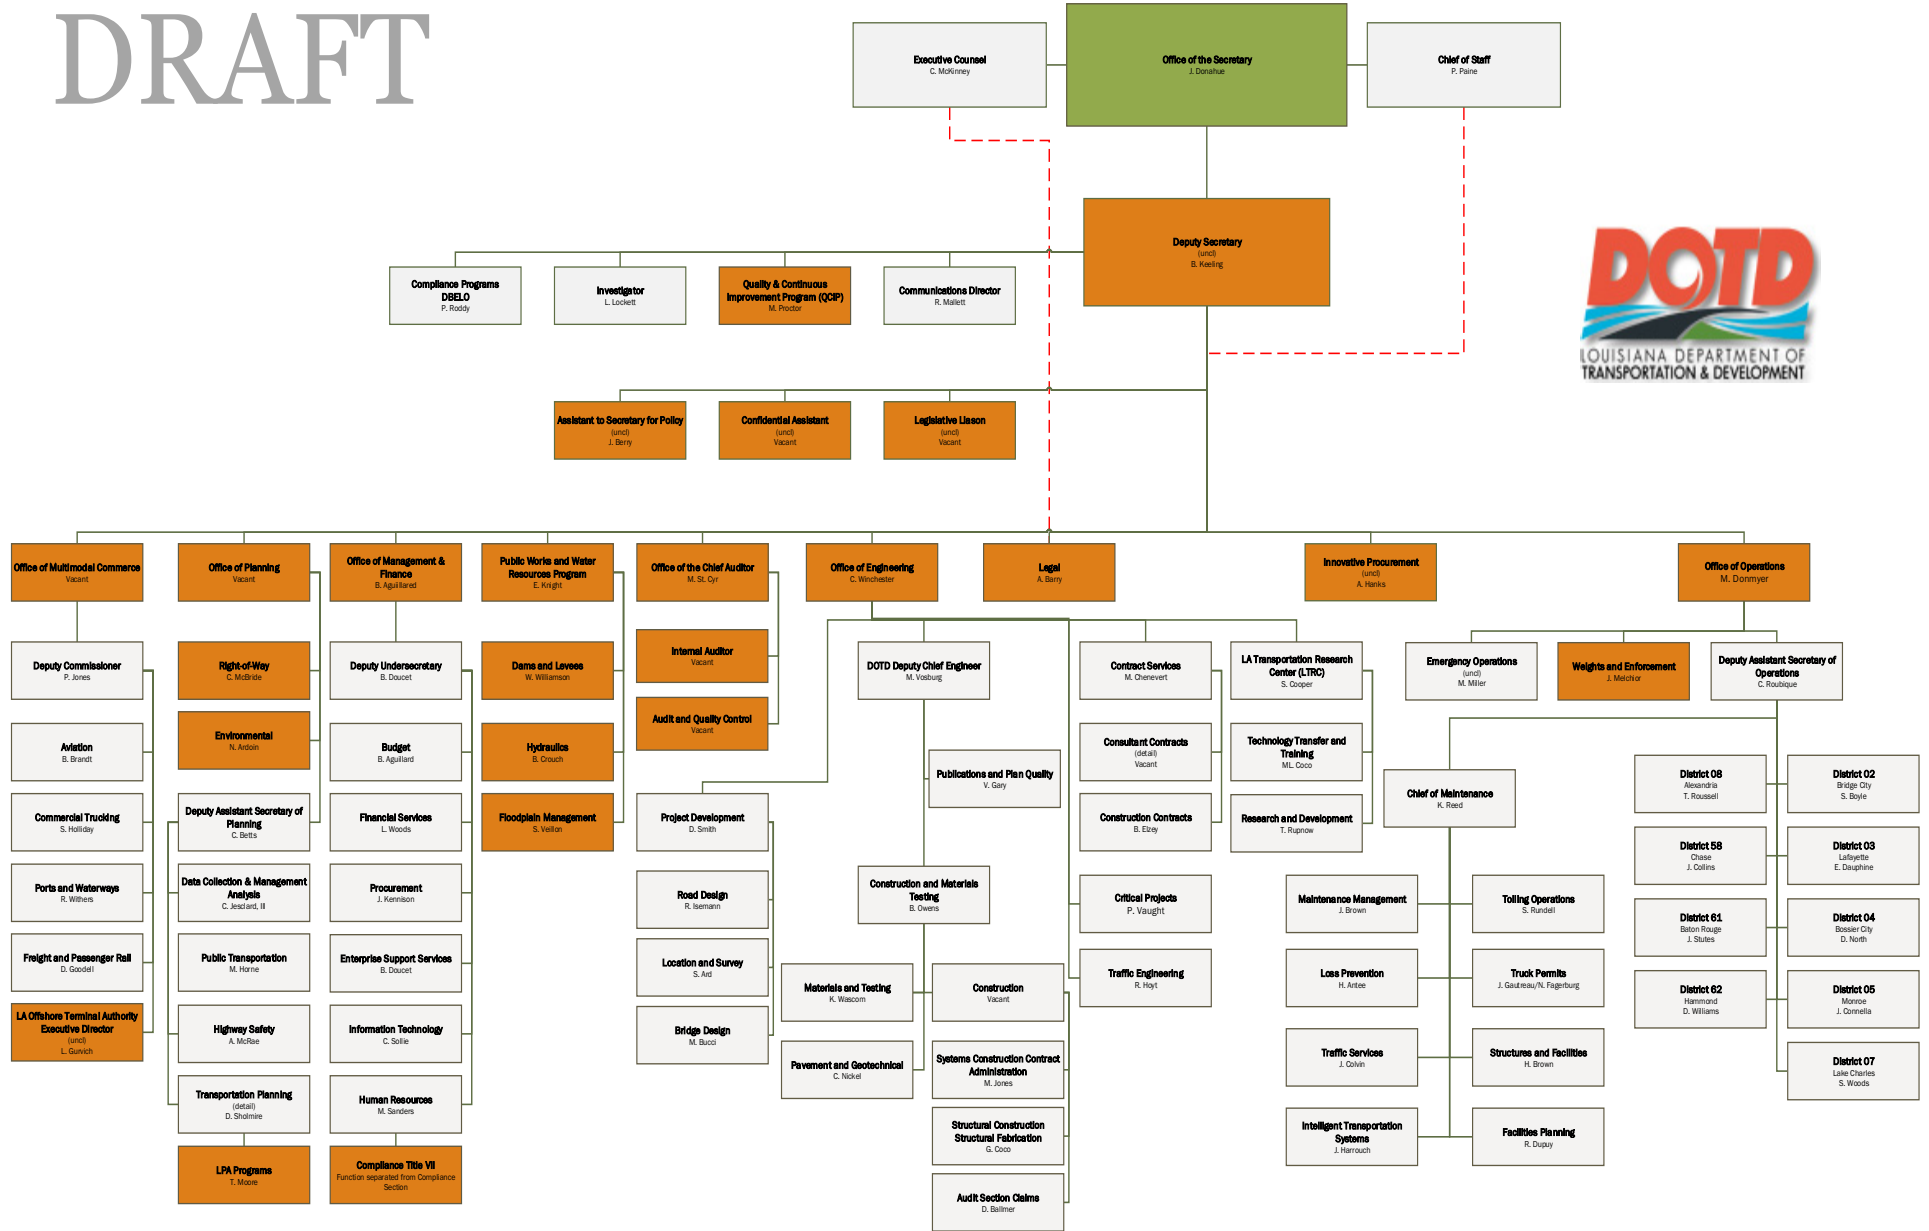 DRAFT
Executive Counsel
C. McKinney
Office of the Secretary
J. Donahue
Chief of Staff
P. Paine
Deputy Secretary
(uncl)
B. Keeling
DOTD
LOUISIANA DEPARTMENT OF
TRANSPORTATION & DEVELOPMENT
Compliance Programs
DBELO
P. Roddy
Investigator
L. Lockett
Quality & Continuous
Improvement Program (QCIP)
M. Proctor
Communications Director
R. Mallett
Assistant to Secretary for Policy
(uncl)
J. Berry
Confidential Assistant
(uncl)
Vacant
Legislative Liason
(uncl)
Vacant
Office of Multimodal Commerce
Vacant
Office of Planning
Vacant
Office of Management &
Finance
B. Aguillared
Public Works and Water
Resources Program
E. Knight
Office of the Chief Auditor
M. St. Cyr
Office of Engineering
C. Winchester
Legal
A. Barry
Innovative Procurement
(uncl)
A. Hanks
Office of Operations
M. Donmyer
Deputy Commissioner
P. Jones
Aviation
B. Brandt
Commercial Trucking
S. Holliday
Ports and Waterways
R. Withers
Freight and Passenger Rail
D. Goodell
LA Offshore Terminal Authority
Executive Director
(uncl)
L. Gurvich
Right-of-Way
C. McBride
Environmental
N. Ardoin
Deputy Assistant Secretary of
Planning
C. Betts
Data Collection & Management
Analysis
C. Jesclard, III
Public Transportation
M. Horne
Highway Safety
A. McRae
Transportation Planning
(detail)
D. Sholmire
LPA Programs
T. Moore
Deputy Undersecretary
B. Doucet
Budget
B. Aguillard
Financial Services
L. Woods
Procurement
J. Kennison
Enterprise Support Services
B. Doucet
Information Technology
C. Sollie
Human Resources
M. Sanders
Compliance Title VII
Function separated from Compliance
Section
Dams and Levees
W. Williamson
Hydraulics
B. Crouch
Floodplain Management
S. Veillon
Internal Auditor
Vacant
Audit and Quality Control
Vacant
Project Development
D. Smith
Road Design
R. Isemann
Location and Survey
S. Ard
Bridge Design
M. Bucci
DOTD Deputy Chief Engineer
M. Vosburg
Publications and Plan Quality
V. Gary
Construction and Materials
Testing
B. Owens
Materials and Testing
K. Wascom
Pavement and Geotechnical
C. Nickel
Construction
Vacant
Systems Construction Contract
Administration
M. Jones
Structural Construction
Structural Fabrication
G. Coco
Audit Section Claims
D. Ballmer
Contract Services
M. Chenevert
Consultant Contracts
(detail)
Vacant
Construction Contracts
B. Elzey
Critical Projects
P. Vaught
Traffic Engineering
R. Hoyt
LA Transportation Research
Center (LTRC)
S. Cooper
Technology Transfer and
Training
ML. Coco
Research and Development
T. Rupnow
Emergency Operations
(uncl)
M. Miller
Weights and Enforcement
J. Melchior
Deputy Assistant Secretary of
Operations
C. Roubique
Chief of Maintenance
K. Reed
Maintenance Management
J. Brown
Tolling Operations
S. Rundell
Loss Prevention
H. Antee
Truck Permits
J. Gautreau/N. Fagerburg
Traffic Services
J. Colvin
Structures and Facilities
H. Brown
Intelligent Transportation
Systems
J. Harrouch
Facilities Planning
R. Dupuy
District 08
Alexandria
T. Roussell
District 02
Bridge City
S. Boyle
District 58
Chase
J. Collins
District 03
Lafayette
E. Dauphine
District 61
Baton Rouge
J. Stutes
District 04
Bossier City
D. North
District 62
Hammond
D. Williams
District 05
Monroe
J. Connella
District 07
Lake Charles
S. Woods